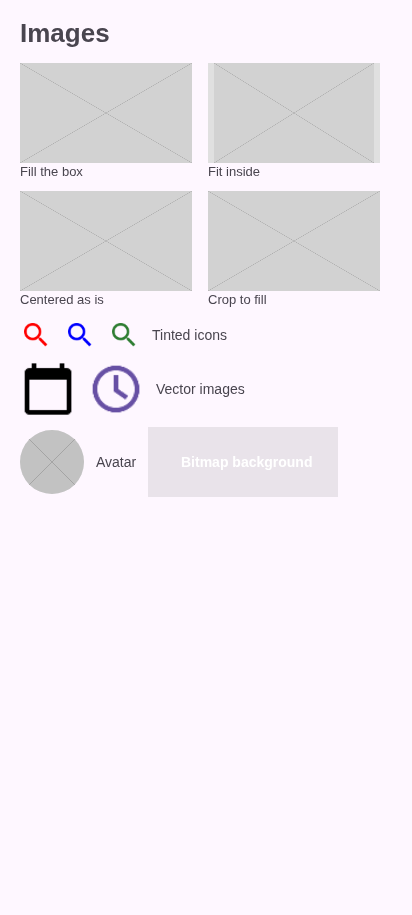 Images
Fill the box
Fit inside
Centered as is
Crop to fill
Tinted icons
Vector images
Avatar
Bitmap background